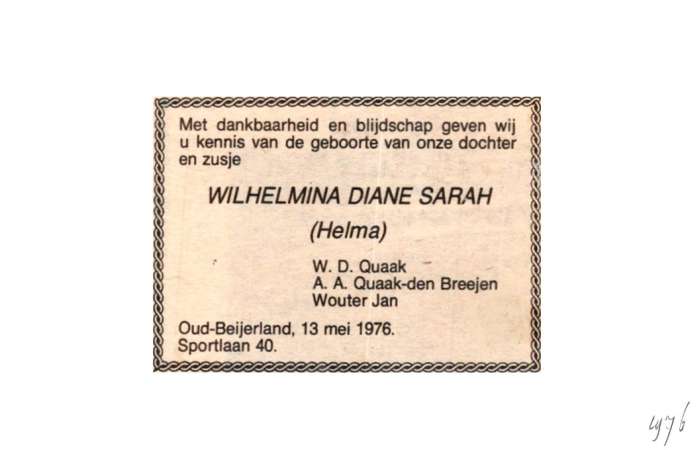 Met dankbaarheid en blijdschap geven wij
u kennis van de geboorte van onze dochter
en zusje
WILHELMINA DIANE SARAH
(Helma)
W. D. Quaak
A. A. Quaak-den Breejen
Wouter Jan
Oud-Beijerland, 13 mei 1976.
Sportlaan 40.
1976